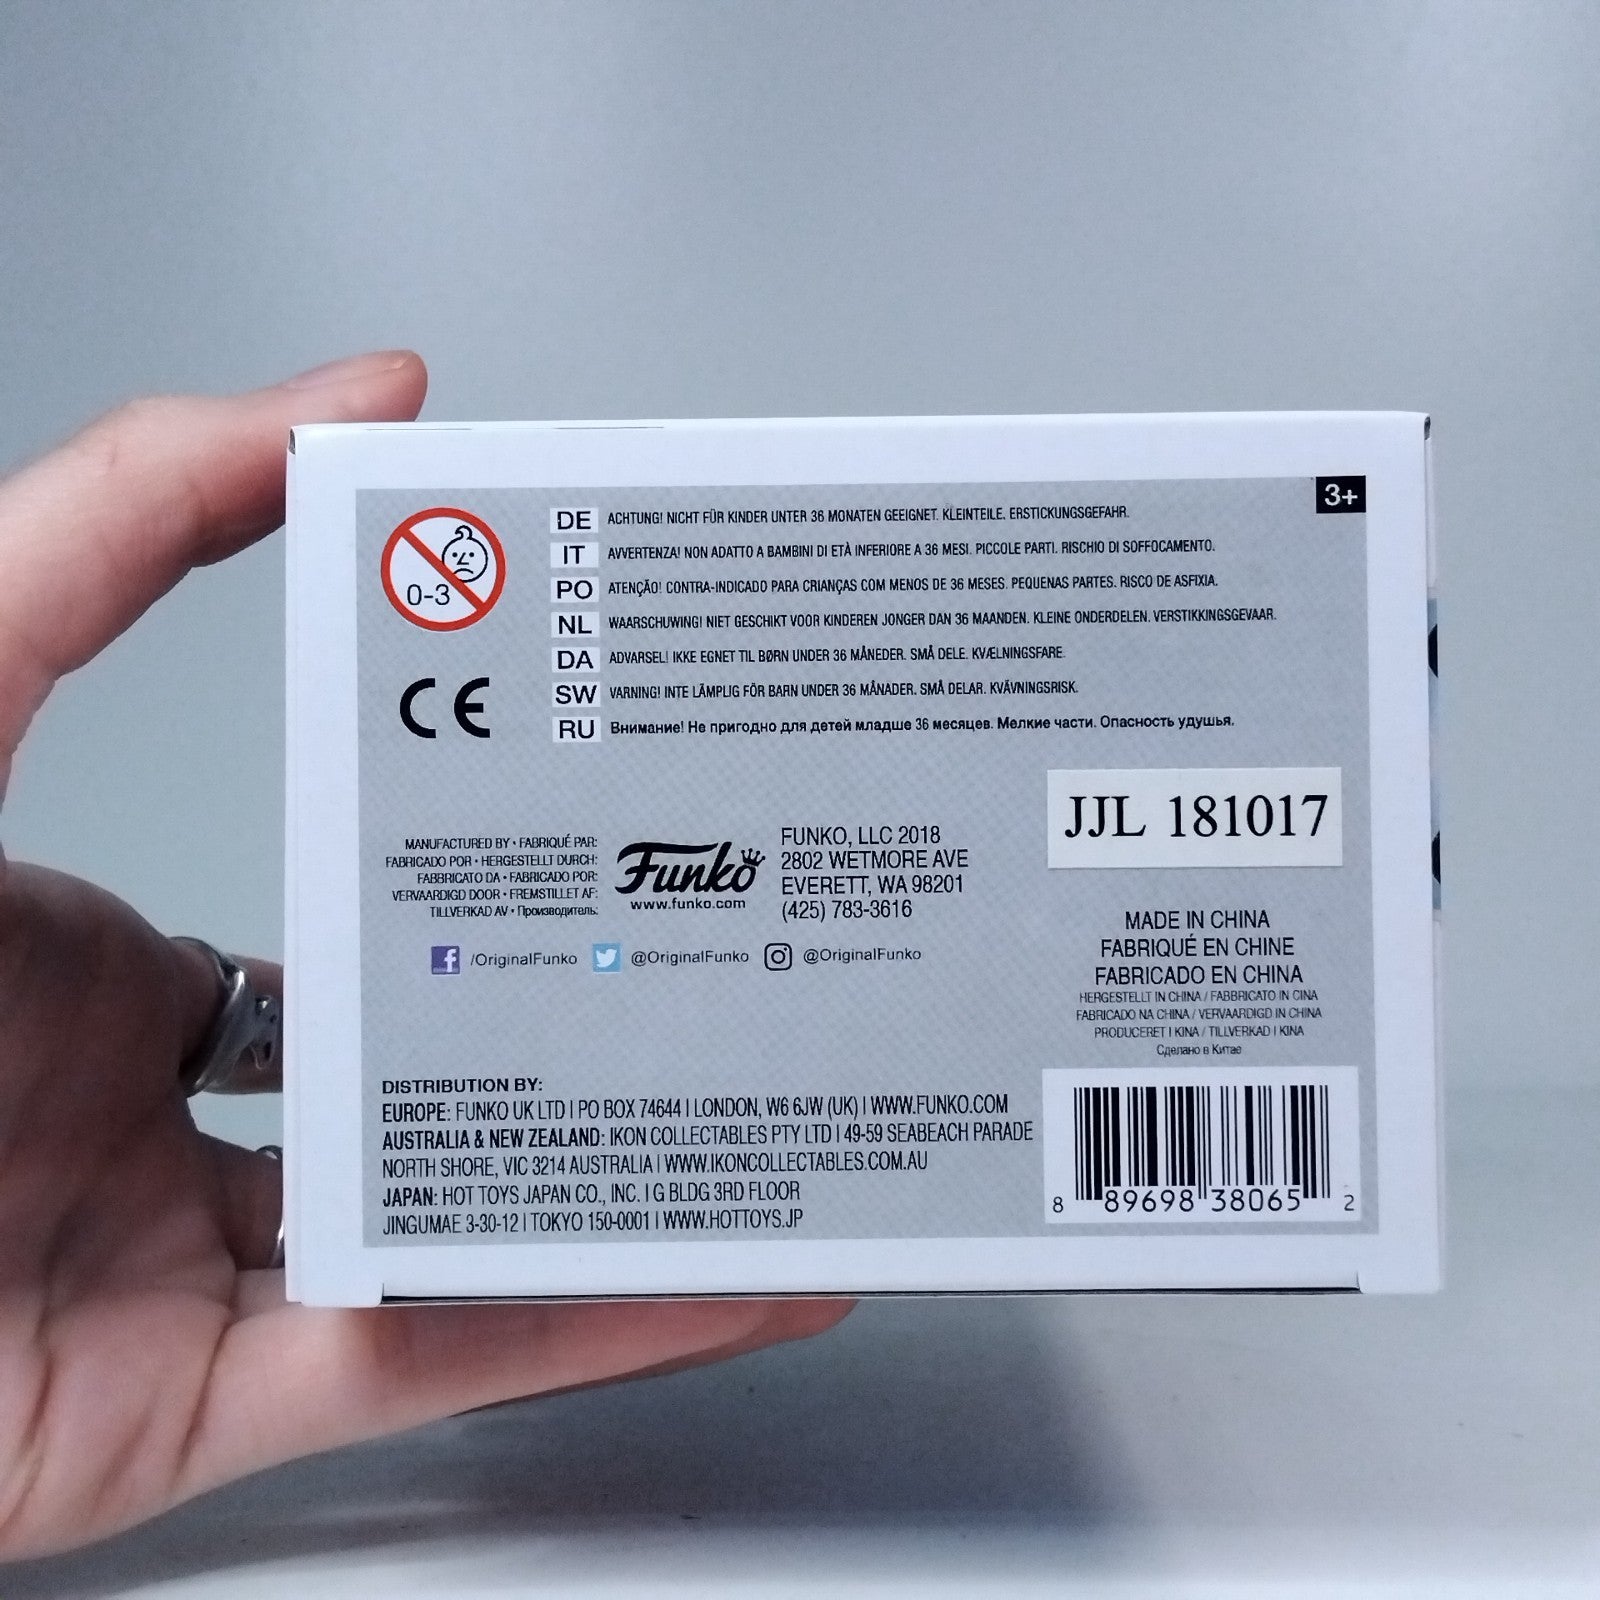 3+
0-3
DE ACHTUNG! NICHT FÜR KINDER UNTER 36 MONATEN GEEIGNET. KLEINTEILE. ERSTICKUNGSGEFAHR.
IT AVVERTENZA! NON ADATTO A BAMBINI DI ETÀ INFERIORE A 36 MESI. PICCOLE PARTI. RISCHIO DI SOFFOCAMENTO.
PO ATENÇÃO! CONTRA-INDICADO PARA CRIANÇAS COM MENOS DE 36 MESES. PEQUENAS PARTES. RISCO DE ASFIXIA.
NL WAARSCHUWING! NIET GESCHIKT VOOR KINDEREN JONGER DAN 36 MAANDEN. KLEINE ONDERDELEN. VERSTIKKINGSGEVAAR.
DA ADVARSEL! IKKE EGNET TIL BØRN UNDER 36 MÅNEDER. SMÅ DELE. KVÆLNINGSFARE.
SW VARNING! INTE LÄMPLIG FÖR BARN UNDER 36 MÅNADER. SMÅ DELAR. KVÄVNINGSRISK.
RU Внимание! Не пригодно для детей младше 36 месяцев. Мелкие части. Опасность удушья.
CE
JJL 181017
MANUFACTURED BY • FABRIQUÉ PAR:
FABRICADO POR • HERGESTELLT DURCH:
FABBRICATO DA • FABRICADO POR:
VERVAARDIGD DOOR • FREMSTILLET AF:
TILLVERKAD AV • Производитель:
Funko
www.funko.com
FUNKO, LLC 2018
2802 WETMORE AVE
EVERETT, WA 98201
(425) 783-3616
/OriginalFunko @OriginalFunko @OriginalFunko
MADE IN CHINA
FABRIQUÉ EN CHINE
FABRICADO EN CHINA
HERGESTELLT IN CHINA / FABBRICATO IN CINA
FABRICADO NA CHINA / VERVAARDIGD IN CHINA
PRODUCERET I KINA / TILLVERKAD I KINA
Сделано в Китае
DISTRIBUTION BY:
EUROPE: FUNKO UK LTD | PO BOX 74644 | LONDON, W6 6JW (UK) | WWW.FUNKO.COM
AUSTRALIA & NEW ZEALAND: IKON COLLECTABLES PTY LTD | 49-59 SEABEACH PARADE
NORTH SHORE, VIC 3214 AUSTRALIA | WWW.IKONCOLLECTABLES.COM.AU
JAPAN: HOT TOYS JAPAN CO., INC. | G BLDG 3RD FLOOR
JINGUMAE 3-30-12 | TOKYO 150-0001 | WWW.HOTTOYS.JP
8 89698 38065 2